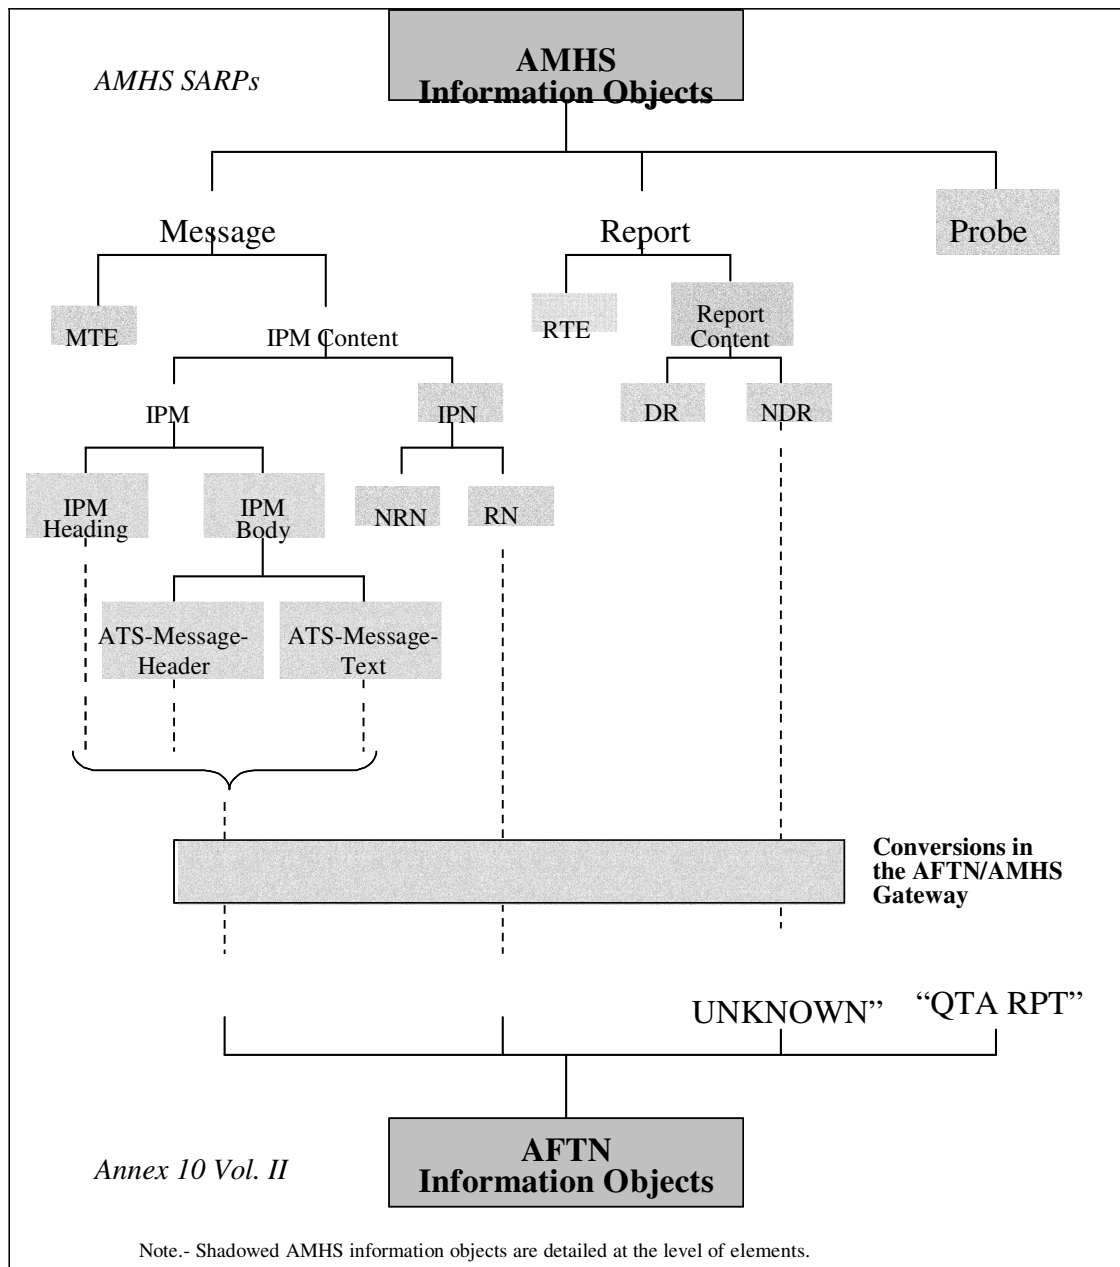 AMHS
Information Objects
AMHS SARPs
Message
Report
Probe
MTE
IPM Content
RTE
Report
Content
IPM
IPN
DR
NDR
IPM
Heading
IPM
Body
NRN
RN
ATS-Message-
Header
ATS-Message-
Text
Conversions in
the AFTN/AMHS
Gateway
UNKNOWN”
“QTA RPT”
AFTN
Information Objects
Annex 10 Vol. II
Note.- Shadowed AMHS information objects are detailed at the level of elements.